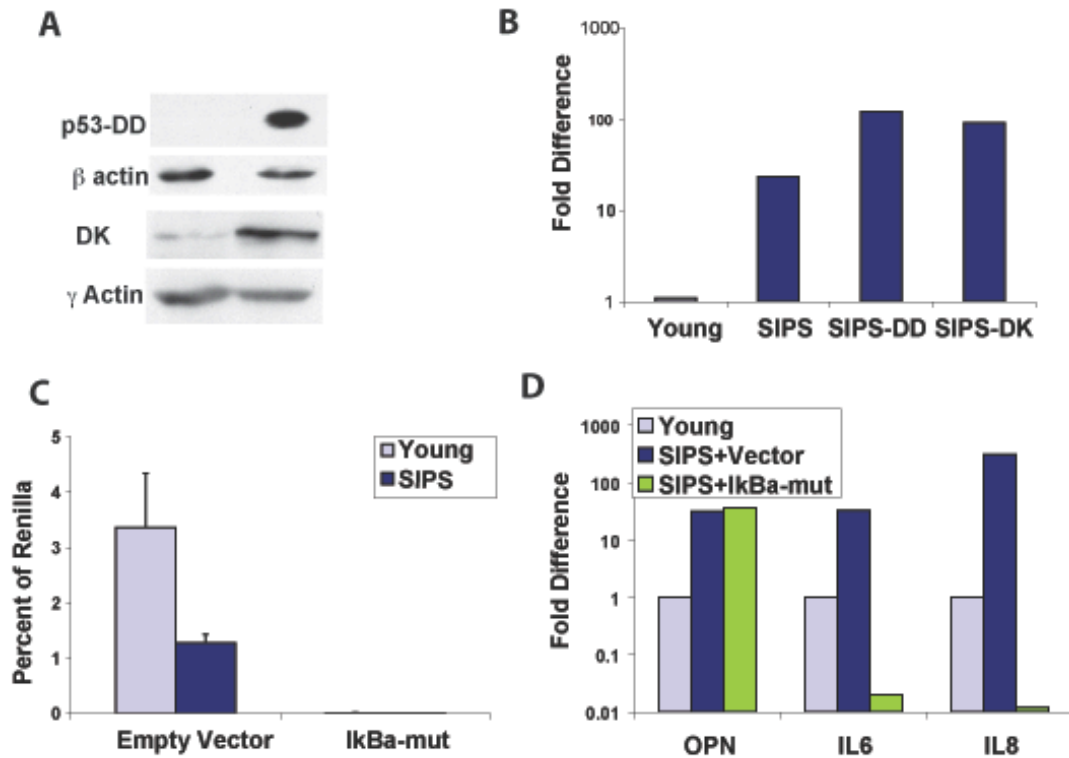 A
p53-DD
β actin
DK
γ Actin
B
1000
100
10
1
Fold Difference
Young
SIPS
SIPS-DD
SIPS-DK
C
5
4
3
2
1
0
Percent of Renilla
Young
SIPS
Empty Vector
IkBa-mut
D
1000
100
10
1
0.1
0.01
Fold Difference
Young
SIPS+Vector
SIPS+IkBa-mut
OPN
IL6
IL8